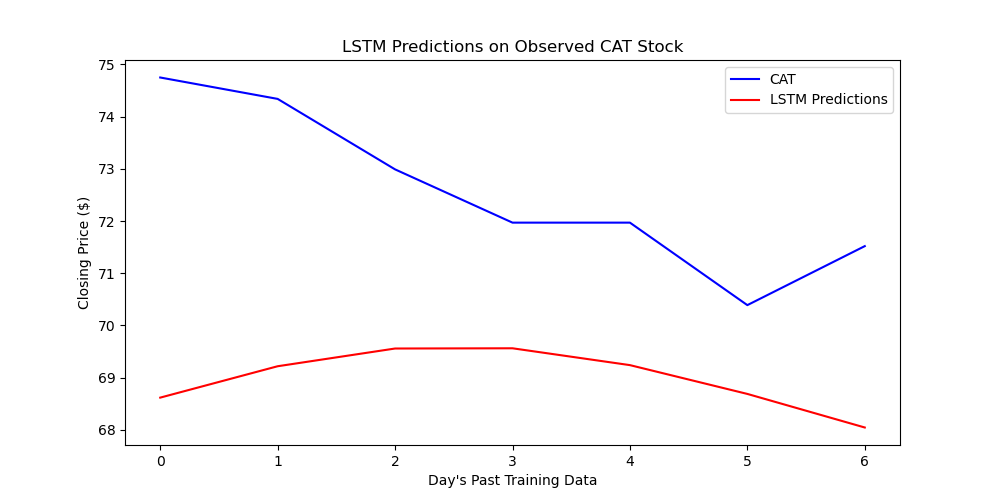 LSTM Predictions on Observed CAT Stock
CAT
LSTM Predictions
Closing Price ($)
75
74
73
72
71
70
69
68
0 1 2 3 4 5 6
Day's Past Training Data